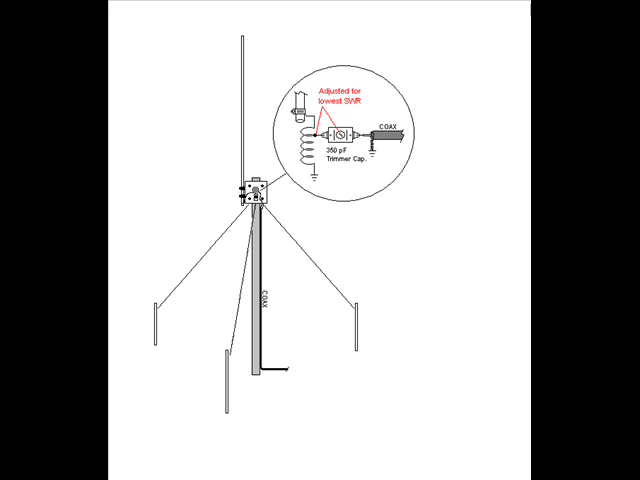 Adjusted for
lowest SWR
COAX
350 pF
Trimmer Cap.
COAX